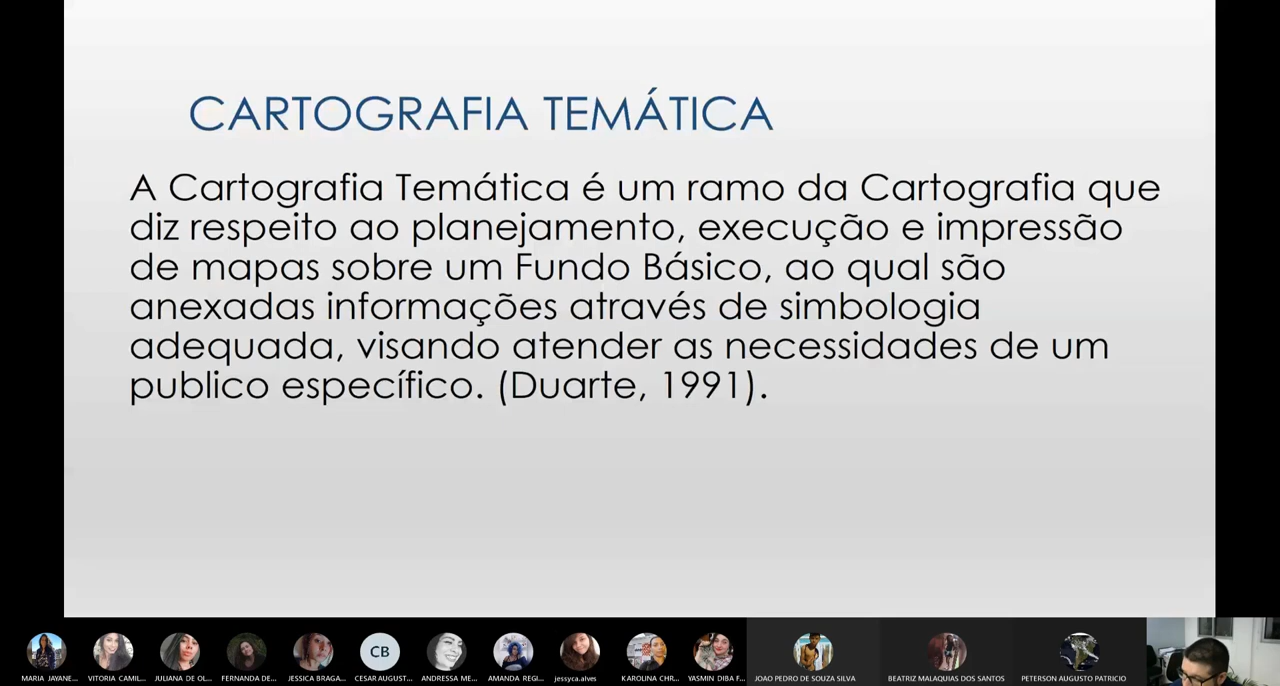 CARTOGRAFIA TEMÁTICA
A Cartografia Temática é um ramo da Cartografia que
diz respeito ao planejamento, execução e impressão
de mapas sobre um Fundo Básico, ao qual são
anexadas informações através de simbologia
adequada, visando atender as necessidades de um
publico específico. (Duarte, 1991).
CB
MARIA JAYANE... VITORIA CAMIL... JULIANA DE OL... FERNANDA DE... JESSICA BRAGA... CESAR AUGUST... ANDRESSA ME... AMANDA REGI... jessyca.alves KAROLINA CHR... YASMIN DIBA F... JOAO PEDRO DE SOUZA SILVA BEATRIZ MALAQUIAS DOS SANTOS PETERSON AUGUSTO PATRICIO